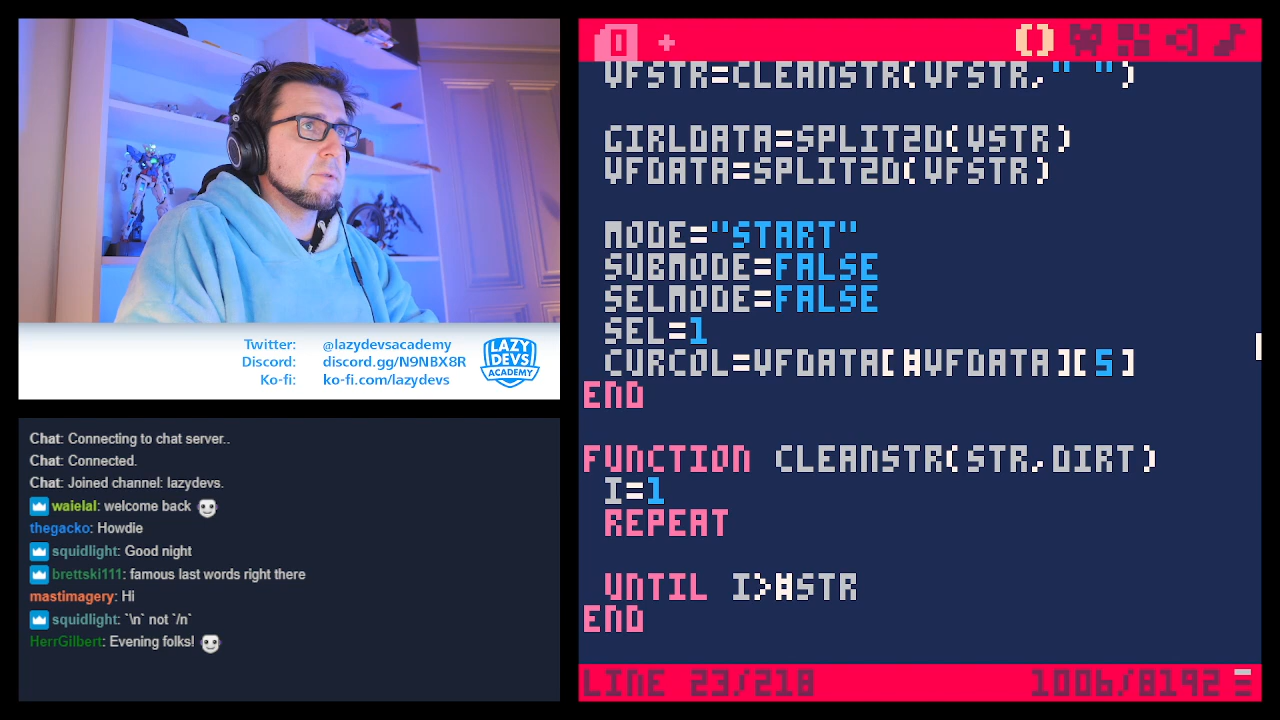 Twitter: @lazydevsacademy
Discord: discord.gg/N9NBX8R
Ko-fi: ko-fi.com/lazydevs
LAZY
DEVS
ACADEMY
Chat: Connecting to chat server..
Chat: Connected.
Chat: Joined channel: lazydevs.
waielal: welcome back
thegacko: Howdie
squidlight: Good night
brettski111: famous last words right there
mastimagery: Hi
squidlight: `\n` not `/n`
HerrGilbert: Evening folks!
0 +
VFSTR=CLEANSTR(VFSTR," ")
GIRLDATA=SPLIT2D(VSTR)
VFDATA=SPLIT2D(VFSTR)
MODE="START"
SUBMODE=FALSE
SELMODE=FALSE
SEL=1
CURCOL=VFDATA[#VFDATA][5]
END
FUNCTION CLEANSTR(STR,DIRT)
I=1
REPEAT
UNTIL I>#STR
END
LINE 23/218 1006/8192